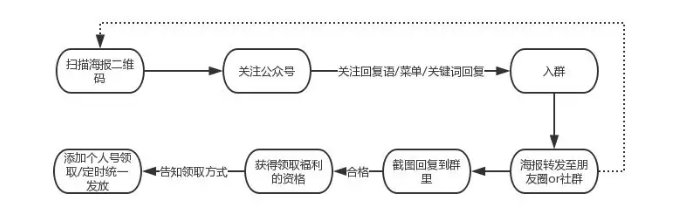 扫描海报二维
码
关注公众号
关注回复语/菜单/关键词回复
入群
添加个人号领
取/定时统一
发放
告知领取方式
获得领取福利
的资格
合格
截图回复到群
里
海报转发至朋
友圈or社群